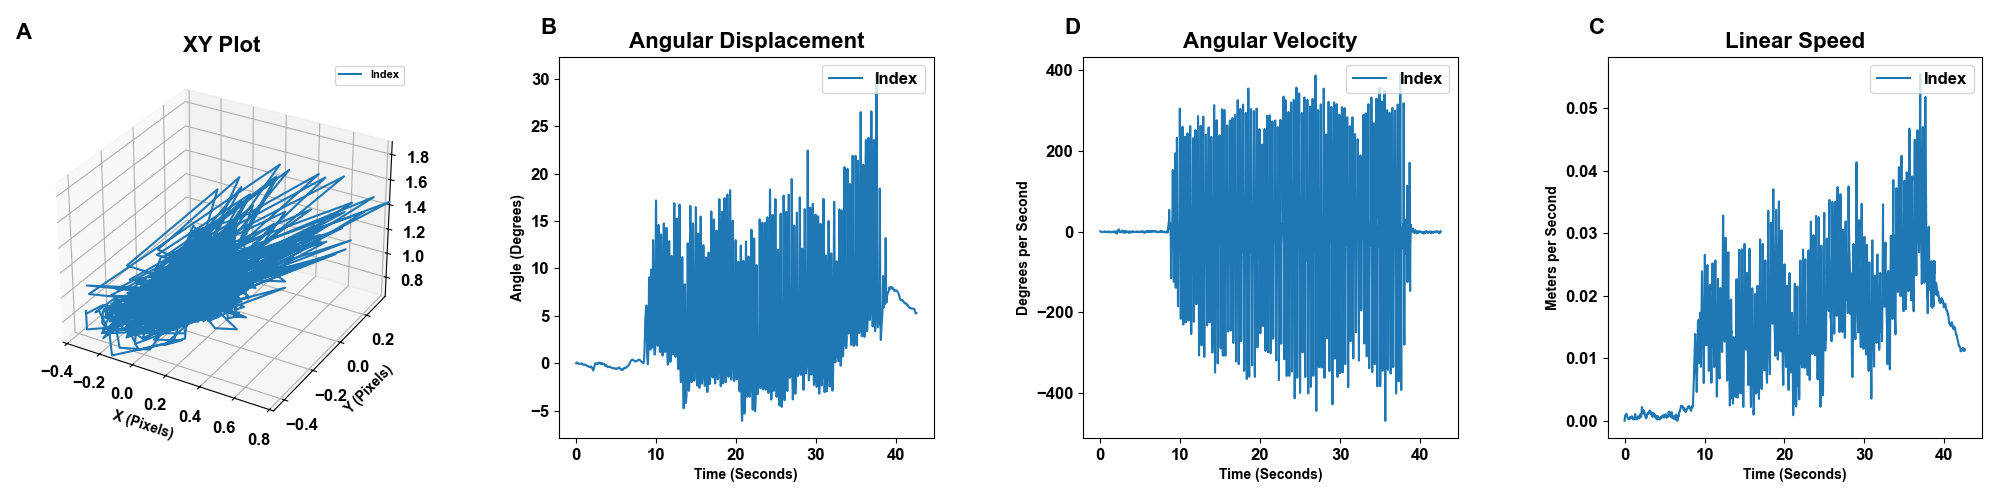 A
XY Plot
Index
1.8
1.6
1.4
1.2
1.0
0.8
0.2
0.0
−0.2
−0.4
Y (Pixels)
−0.4
−0.2
0.0
0.2
0.4
0.6
0.8
X (Pixels)
B
Angular Displacement
Index
30
25
20
15
10
5
0
−5
Angle (Degrees)
0 10 20 30 40
Time (Seconds)
D
Angular Velocity
Index
400
200
0
−200
−400
Degrees per Second
0 10 20 30 40
Time (Seconds)
C
Linear Speed
Index
0.05
0.04
0.03
0.02
0.01
0.00
Meters per Second
0 10 20 30 40
Time (Seconds)